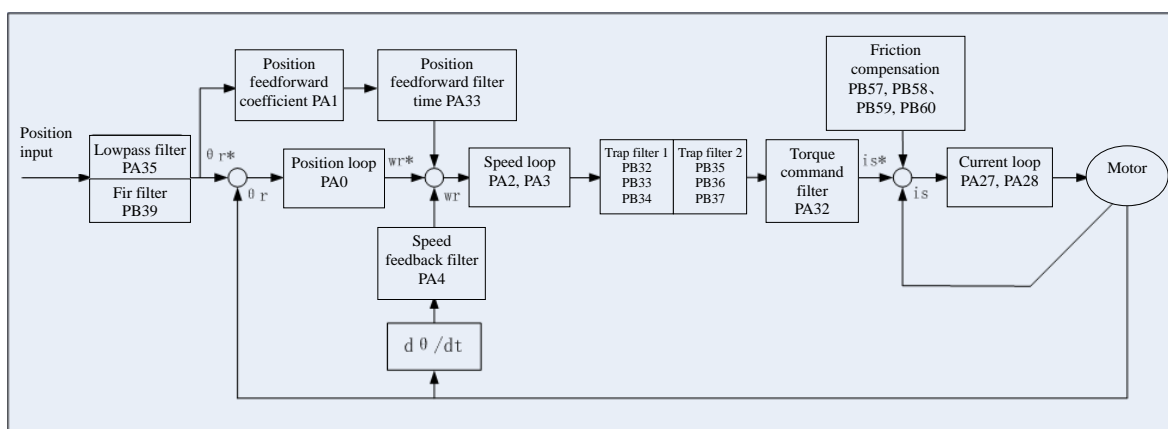 Position
feedforward
coefficient PA1
Position
feedforward filter
time PA33
Friction
compensation
PB57, PB58、
PB59, PB60
Position
input
Lowpass filter
PA35
Fir filter
PB39
θr*
θr
Position loop
PA0
wr*
wr
Speed loop
PA2, PA3
Trap filter 1
PB32
PB33
PB34
Trap filter 2
PB35
PB36
PB37
Torque
command
filter
PA32
is*
is
Current loop
PA27, PA28
Motor
Speed
feedback filter
PA4
dθ/dt